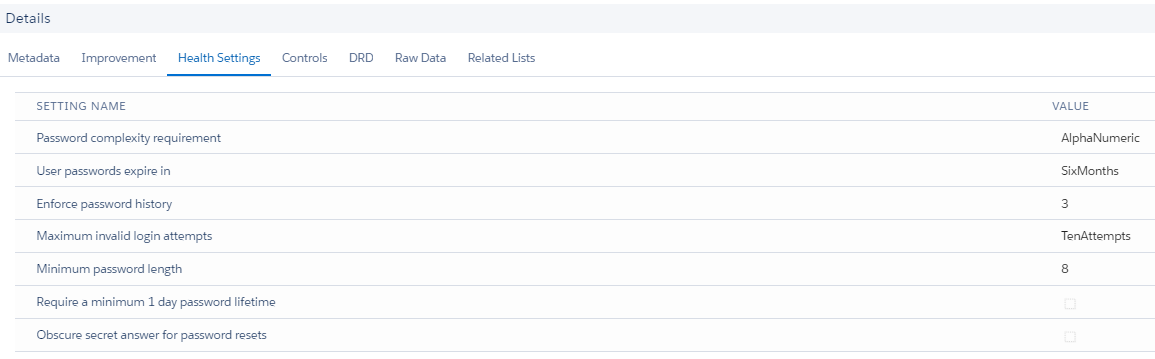 Details
Metadata Improvement Health Settings Controls DRD Raw Data Related Lists
SETTING NAME VALUE
Password complexity requirement AlphaNumeric
User passwords expire in SixMonths
Enforce password history 3
Maximum invalid login attempts TenAttempts
Minimum password length 8
Require a minimum 1 day password lifetime
Obscure secret answer for password resets